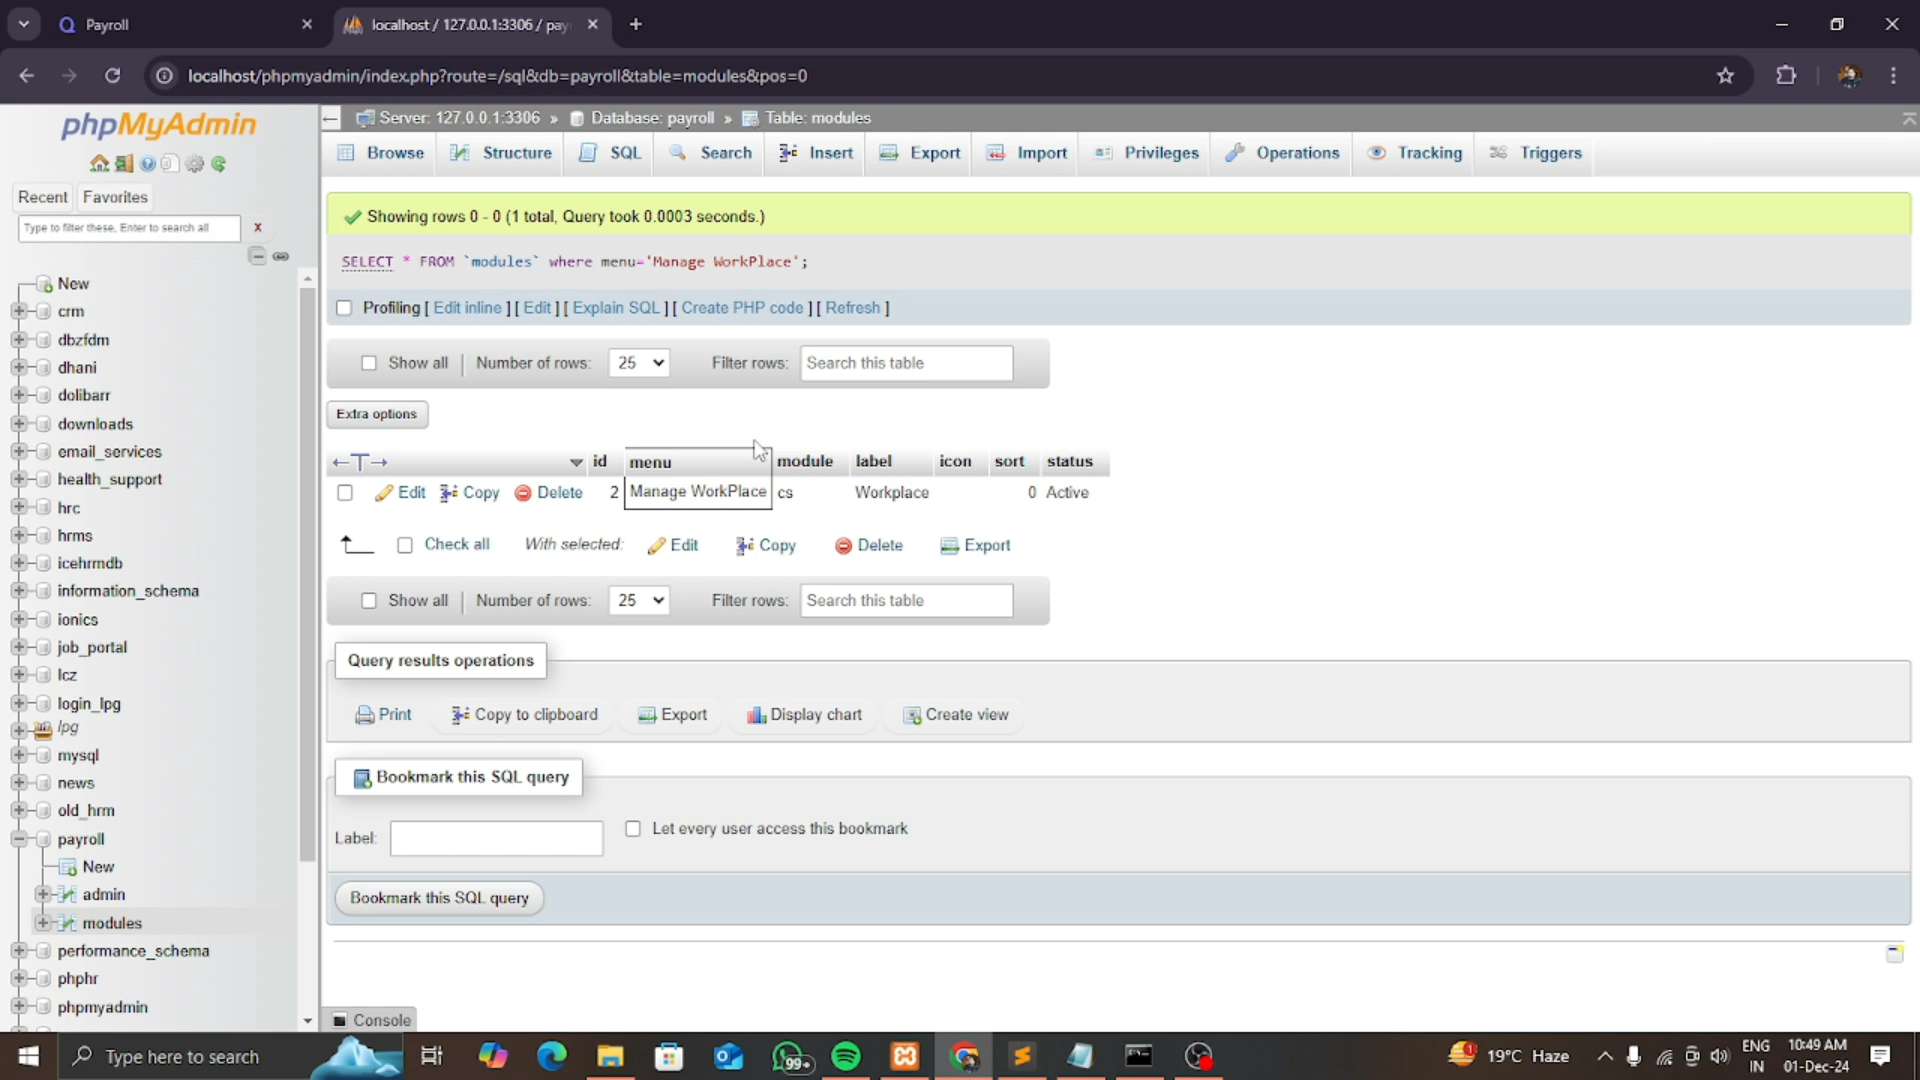 Payroll
localhost / 127.0.0.1:3306 / pay
localhost/phpmyadmin/index.php?route=/sql&db=payroll&table=modules&pos=0
phpMyAdmin
Recent
Favorites
Type to filter these, Enter to search all
X
New
crm
dbzfdm
dhani
dolibarr
downloads
email_services
health_support
hrc
hrms
icehrmdb
information_schema
ionics
job_portal
lcz
login_lpg
lpg
mysql
news
old_hrm
payroll
New
admin
modules
performance_schema
phphr
phpmyadmin
Server: 127.0.0.1:3306 » Database: payroll » Table: modules
Browse Structure SQL Search Insert Export Import Privileges Operations Tracking Triggers
Showing rows 0 - 0 (1 total, Query took 0.0003 seconds.)
SELECT * FROM `modules` where menu='Manage WorkPlace';
Profiling [ Edit inline ] [ Edit ] [ Explain SQL ] [ Create PHP code ] [ Refresh ]
Show all | Number of rows: 25 Filter rows: Search this table
Extra options
←T→ id menu module label icon sort status
Edit Copy Delete 2 Manage WorkPlace cs Workplace 0 Active
Check all With selected: Edit Copy Delete Export
Show all | Number of rows: 25 Filter rows: Search this table
Query results operations
Print Copy to clipboard Export Display chart Create view
Bookmark this SQL query
Label: Let every user access this bookmark
Bookmark this SQL query
Console
Type here to search
99+
19°C Haze
ENG
IN
10:49 AM
01-Dec-24